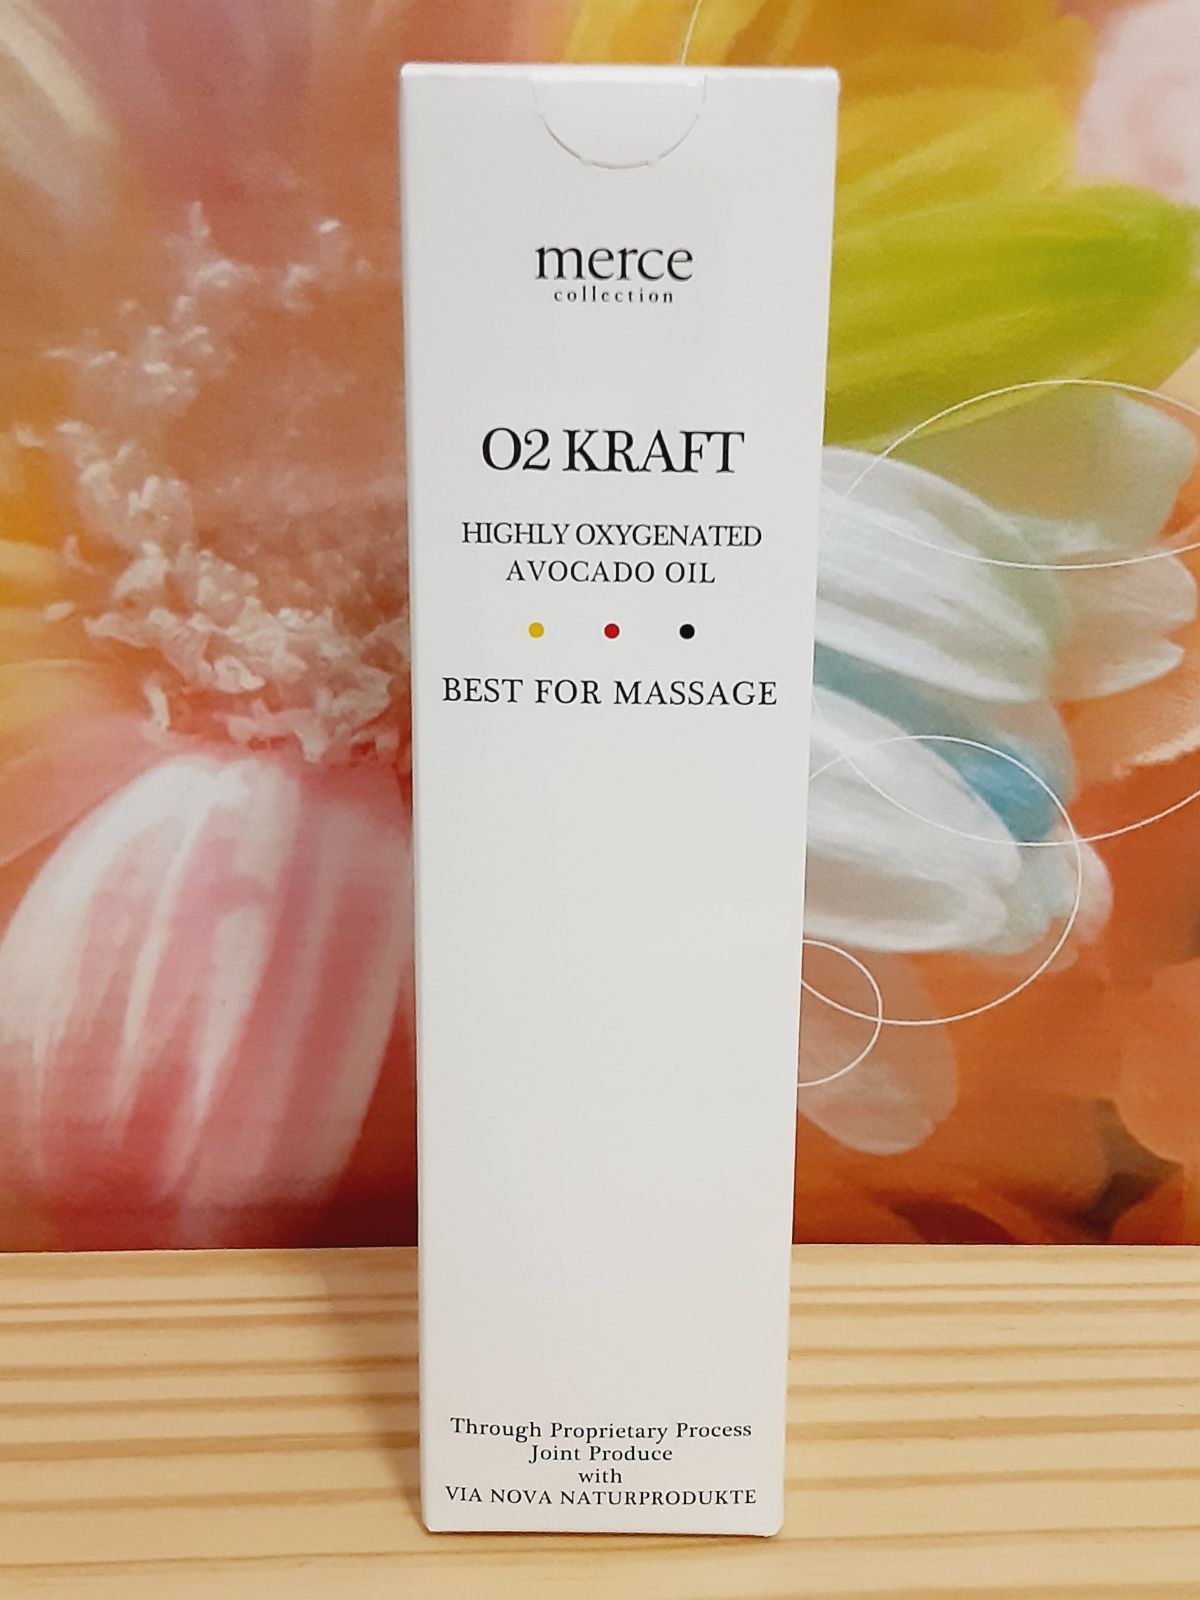 merce
collection
O2 KRAFT
HIGHLY OXYGENATED
AVOCADO OIL
BEST FOR MASSAGE
Through Proprietary Process
Joint Produce
with
VIA NOVA NATURPRODUKTE